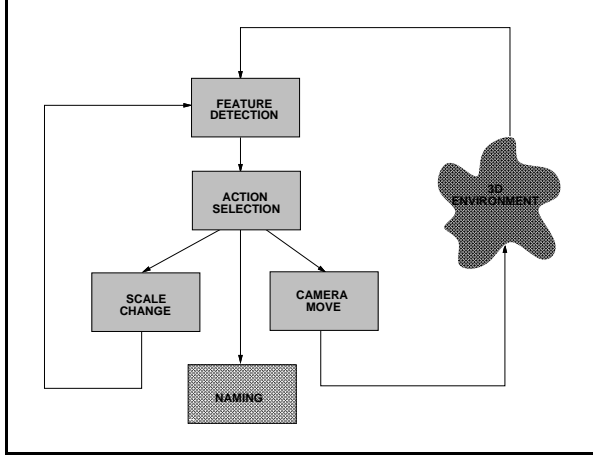 FEATURE
DETECTION
ACTION
SELECTION
3D
ENVIRONMENT
SCALE
CHANGE
CAMERA
MOVE
NAMING